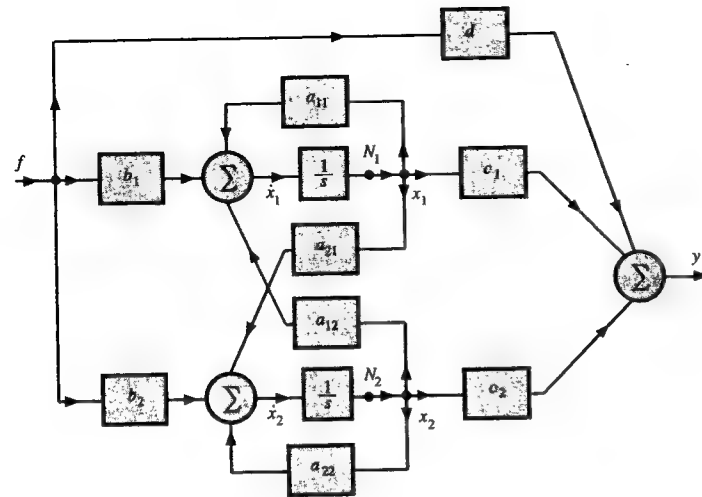 d
a₁₁
f
b₁
Σ
ẋ₁
1/s
N₁
x₁
c₁
a₂₁
Σ
y
a₁₂
b₂
Σ
ẋ₂
1/s
N₂
x₂
c₂
a₂₂